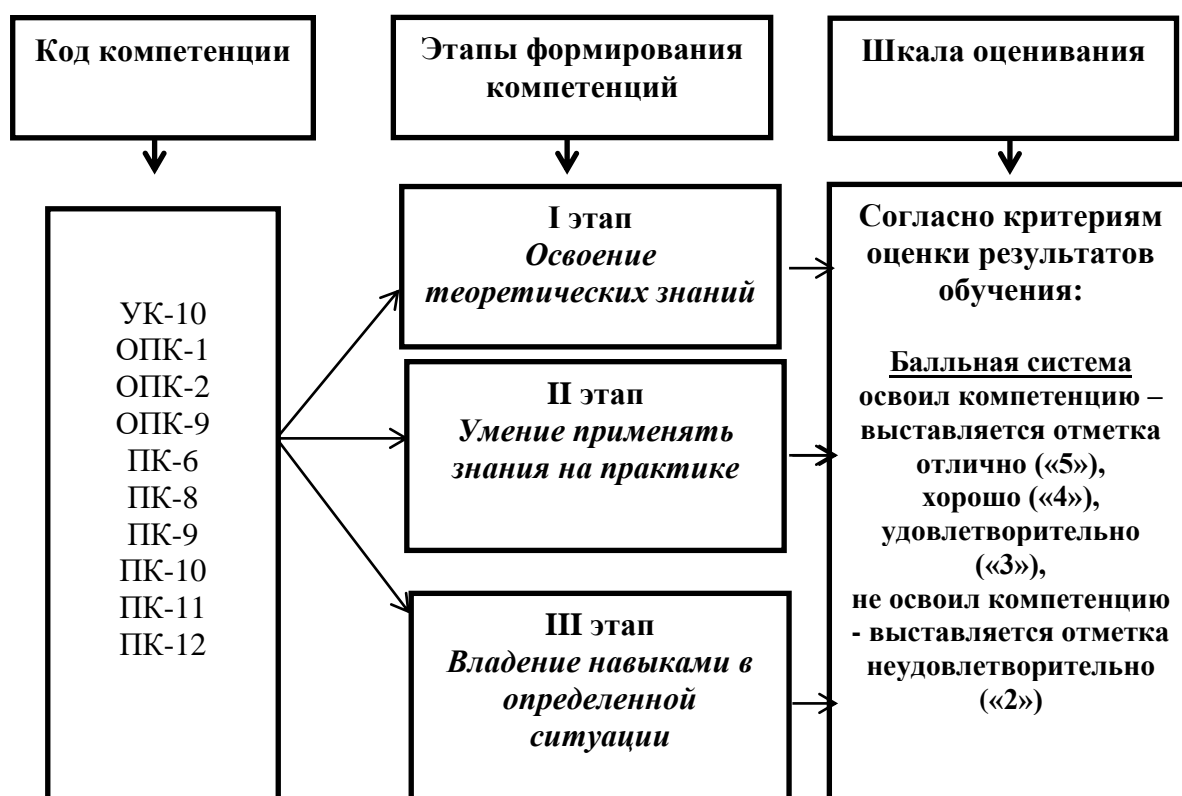 Код компетенции
Этапы формирования
компетенций
Шкала оценивания
УК-10
ОПК-1
ОПК-2
ОПК-9
ПК-6
ПК-8
ПК-9
ПК-10
ПК-11
ПК-12
I этап
Освоение
теоретических знаний
II этап
Умение применять
знания на практике
III этап
Владение навыками в
определенной
ситуации
Согласно критериям
оценки результатов
обучения:
Балльная система
освоил компетенцию –
выставляется отметка
отлично («5»),
хорошо («4»),
удовлетворительно
(«3»),
не освоил компетенцию
- выставляется отметка
неудовлетворительно
(«2»)